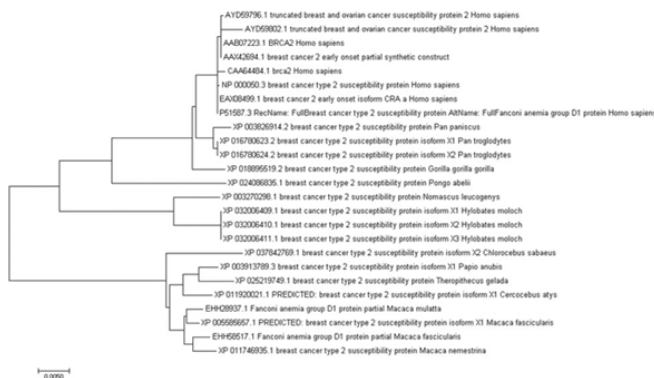 AYD59796.1 truncated breast and ovarian cancer susceptibility protein 2 Homo sapiens
AYD59802.1 truncated breast and ovarian cancer susceptibility protein 2 Homo sapiens
AAB07223.1 BRCA2 Homo sapiens
AAX42694.1 breast cancer 2 early onset partial synthetic construct
CAA64484.1 brca2 Homo sapiens
NP 000050.3 breast cancer type 2 susceptibility protein Homo sapiens
EAX08499.1 breast cancer 2 early onset isoform CRA a Homo sapiens
P51587.3 RecName: FullBreast cancer type 2 susceptibility protein AltName: FullFanconi anemia group D1 protein Homo sapiens
XP 003826914.2 breast cancer type 2 susceptibility protein Pan paniscus
XP 016780623.2 breast cancer type 2 susceptibility protein isoform X1 Pan troglodytes
XP 016780624.2 breast cancer type 2 susceptibility protein isoform X2 Pan troglodytes
XP 018895519.2 breast cancer type 2 susceptibility protein Gorilla gorilla gorilla
XP 024086835.1 breast cancer type 2 susceptibility protein Pongo abelii
XP 003270298.1 breast cancer type 2 susceptibility protein Nomascus leucogenys
XP 032006409.1 breast cancer type 2 susceptibility protein isoform X1 Hylobates moloch
XP 032006410.1 breast cancer type 2 susceptibility protein isoform X2 Hylobates moloch
XP 032006411.1 breast cancer type 2 susceptibility protein isoform X3 Hylobates moloch
XP 037842769.1 breast cancer type 2 susceptibility protein isoform X2 Chlorocebus sabaeus
XP 003913789.3 breast cancer type 2 susceptibility protein isoform X1 Papio anubis
XP 025219749.1 breast cancer type 2 susceptibility protein Theropithecus gelada
XP 011920021.1 PREDICTED: breast cancer type 2 susceptibility protein isoform X1 Cercocebus atys
EHH28937.1 Fanconi anemia group D1 protein partial Macaca mulatta
XP 005585657.1 PREDICTED: breast cancer type 2 susceptibility protein isoform X1 Macaca fascicularis
EHH58517.1 Fanconi anemia group D1 protein partial Macaca fascicularis
XP 011746935.1 breast cancer type 2 susceptibility protein Macaca nemestrina
0.0050